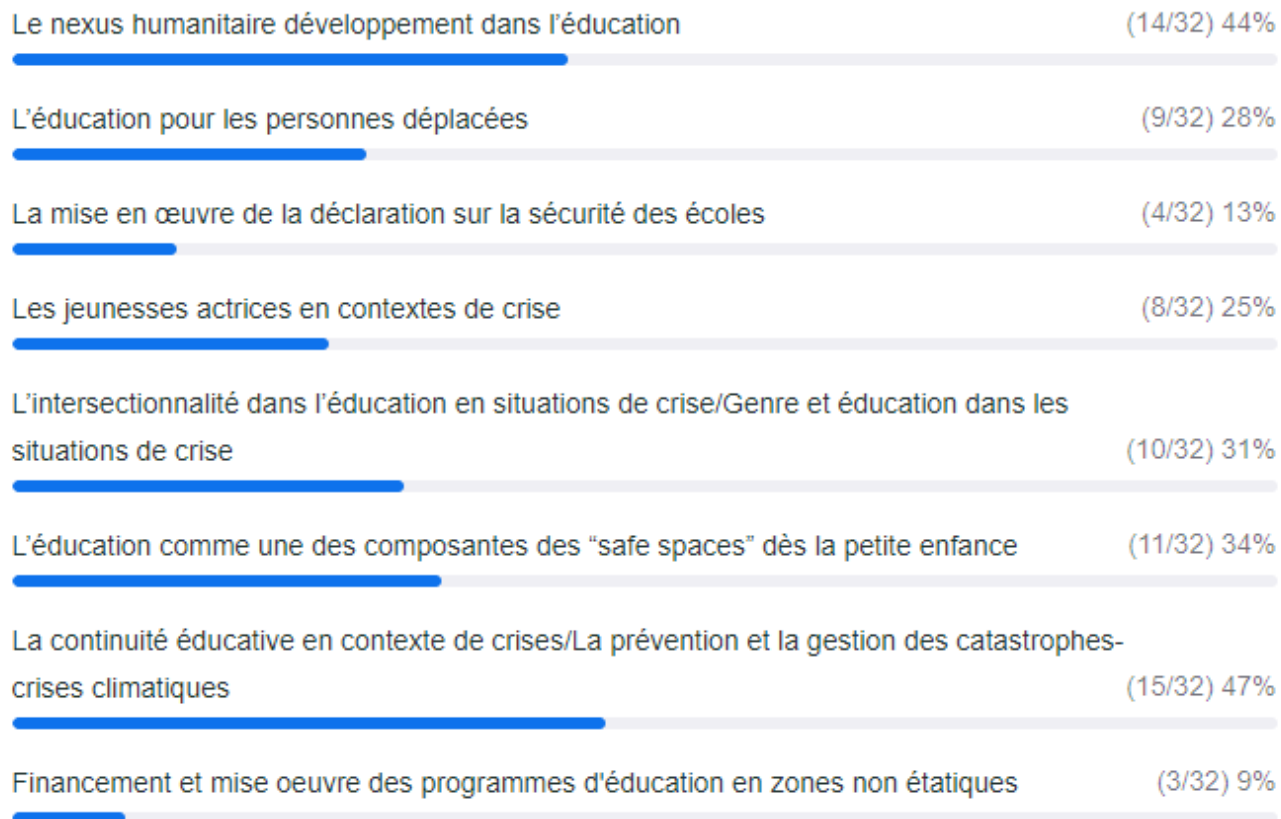 Le nexus humanitaire développement dans l’éducation (14/32) 44%
L’éducation pour les personnes déplacées (9/32) 28%
La mise en œuvre de la déclaration sur la sécurité des écoles (4/32) 13%
Les jeunesses actrices en contextes de crise (8/32) 25%
L’intersectionnalité dans l’éducation en situations de crise/Genre et éducation dans les
situations de crise (10/32) 31%
L’éducation comme une des composantes des “safe spaces” dès la petite enfance (11/32) 34%
La continuité éducative en contexte de crises/La prévention et la gestion des catastrophes-
crises climatiques (15/32) 47%
Financement et mise oeuvre des programmes d'éducation en zones non étatiques (3/32) 9%